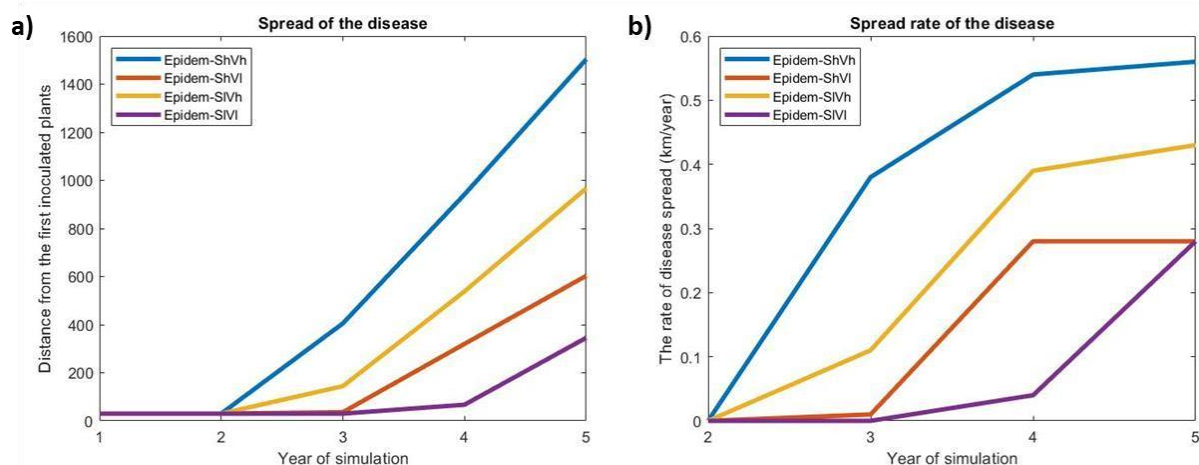 a)
Spread of the disease
1600
1400
1200
1000
800
600
400
200
0
Distance from the first inoculated plants
Epidem-ShVh
Epidem-ShVl
Epidem-SlVh
Epidem-SlVl
1 2 3 4 5
Year of simulation
b)
Spread rate of the disease
0.6
0.5
0.4
0.3
0.2
0.1
0
The rate of disease spread (km/year)
Epidem-ShVh
Epidem-ShVl
Epidem-SlVh
Epidem-SlVl
2 3 4 5
Year of simulation